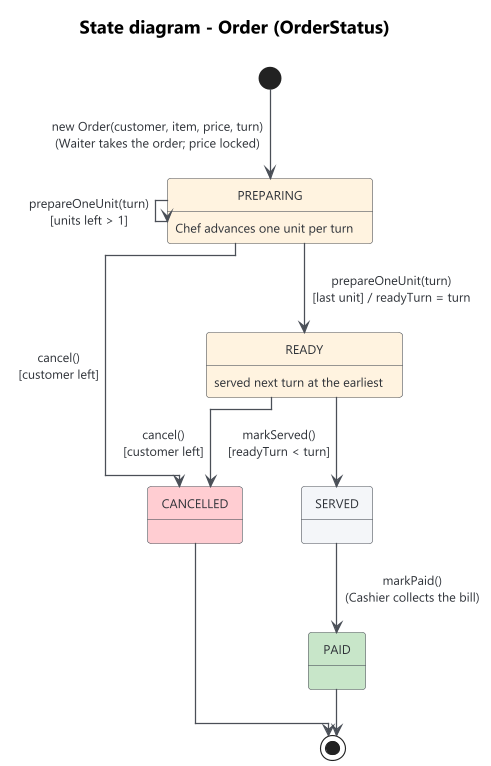 State diagram - Order (OrderStatus)
new Order(customer, item, price, turn)
(Waiter takes the order; price locked)
PREPARING
Chef advances one unit per turn
prepareOneUnit(turn)
[units left > 1]
prepareOneUnit(turn)
[last unit] / readyTurn = turn
READY
served next turn at the earliest
cancel()
[customer left]
cancel()
[customer left]
markServed()
[readyTurn < turn]
CANCELLED
SERVED
markPaid()
(Cashier collects the bill)
PAID